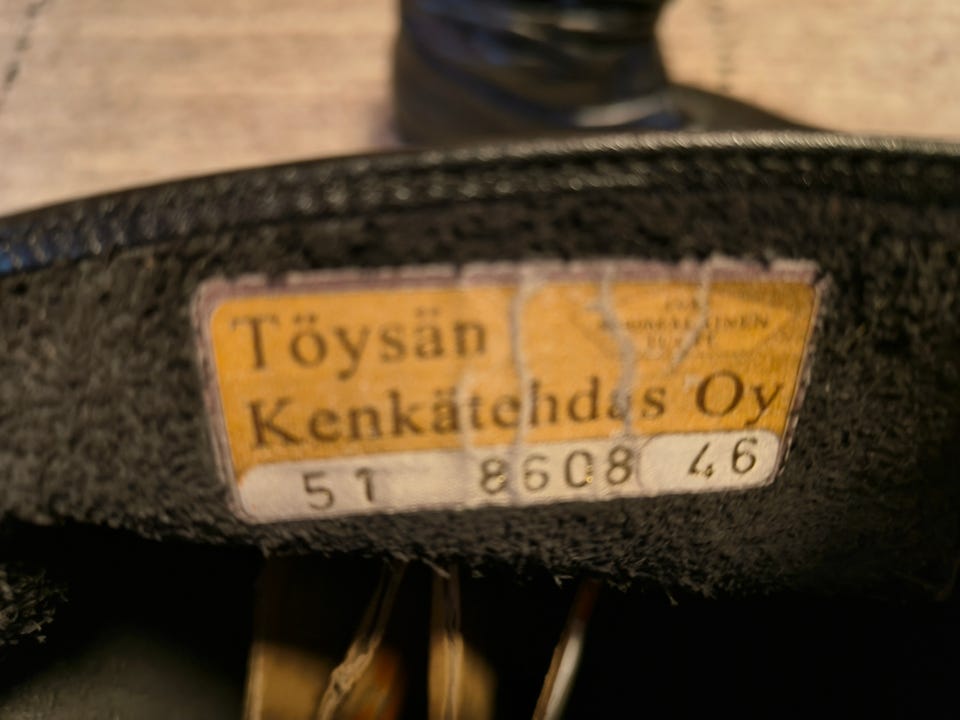 Töysän
Kenkätehdas Oy
51 8608 46